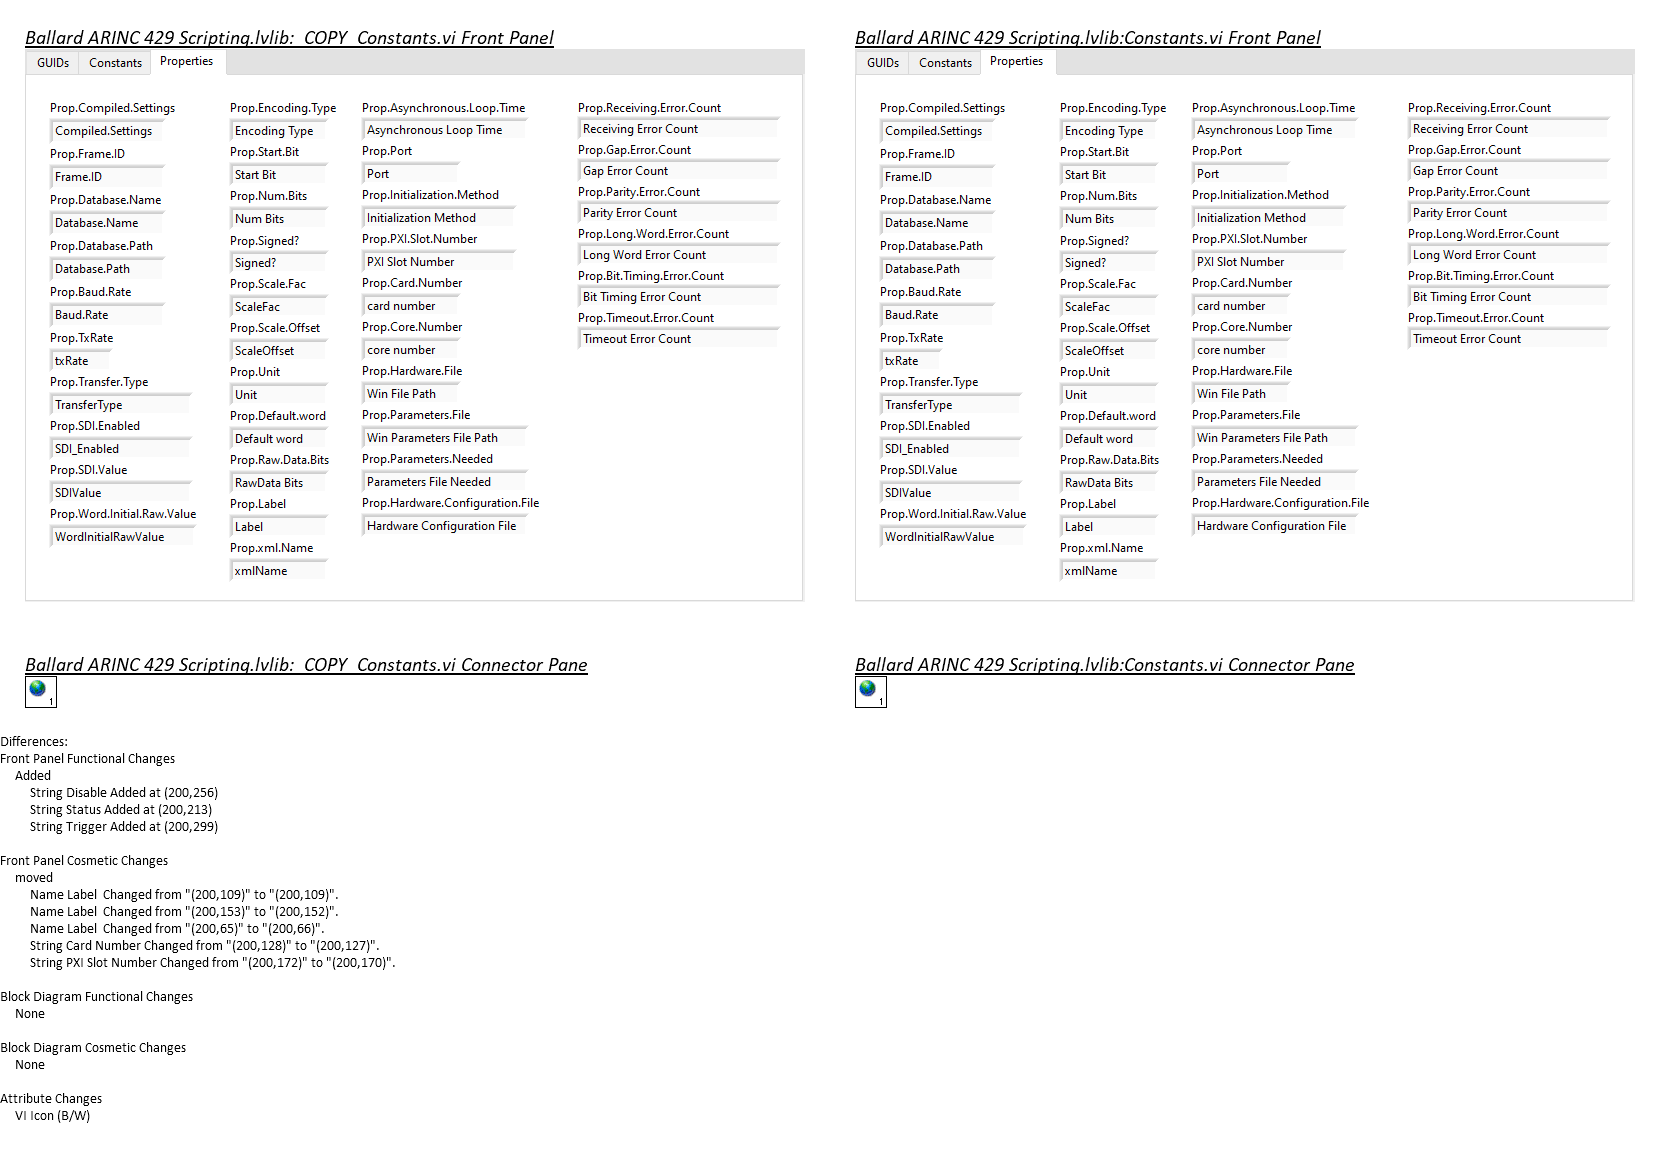 Ballard ARINC 429 Scripting.lvlib:_COPY_Constants.vi Front Panel
GUIDs Constants Properties
Prop.Compiled.Settings
Compiled.Settings
Prop.Frame.ID
Frame.ID
Prop.Database.Name
Database.Name
Prop.Database.Path
Database.Path
Prop.Baud.Rate
Baud.Rate
Prop.TxRate
txRate
Prop.Transfer.Type
TransferType
Prop.SDI.Enabled
SDI_Enabled
Prop.SDI.Value
SDIValue
Prop.Word.Initial.Raw.Value
WordInitialRawValue
Prop.Encoding.Type
Encoding Type
Prop.Start.Bit
Start Bit
Prop.Num.Bits
Num Bits
Prop.Signed?
Signed?
Prop.Scale.Fac
ScaleFac
Prop.Scale.Offset
ScaleOffset
Prop.Unit
Unit
Prop.Default.word
Default word
Prop.Raw.Data.Bits
RawData Bits
Prop.Label
Label
Prop.xml.Name
xmlName
Prop.Asynchronous.Loop.Time
Asynchronous Loop Time
Prop.Port
Port
Prop.Initialization.Method
Initialization Method
Prop.PXI.Slot.Number
PXI Slot Number
Prop.Card.Number
card number
Prop.Core.Number
core number
Prop.Hardware.File
Win File Path
Prop.Parameters.File
Win Parameters File Path
Prop.Parameters.Needed
Parameters File Needed
Prop.Hardware.Configuration.File
Hardware Configuration File
Prop.Receiving.Error.Count
Receiving Error Count
Prop.Gap.Error.Count
Gap Error Count
Prop.Parity.Error.Count
Parity Error Count
Prop.Long.Word.Error.Count
Long Word Error Count
Prop.Bit.Timing.Error.Count
Bit Timing Error Count
Prop.Timeout.Error.Count
Timeout Error Count
Ballard ARINC 429 Scripting.lvlib:Constants.vi Front Panel
GUIDs Constants Properties
Prop.Compiled.Settings
Compiled.Settings
Prop.Frame.ID
Frame.ID
Prop.Database.Name
Database.Name
Prop.Database.Path
Database.Path
Prop.Baud.Rate
Baud.Rate
Prop.TxRate
txRate
Prop.Transfer.Type
TransferType
Prop.SDI.Enabled
SDI_Enabled
Prop.SDI.Value
SDIValue
Prop.Word.Initial.Raw.Value
WordInitialRawValue
Prop.Encoding.Type
Encoding Type
Prop.Start.Bit
Start Bit
Prop.Num.Bits
Num Bits
Prop.Signed?
Signed?
Prop.Scale.Fac
ScaleFac
Prop.Scale.Offset
ScaleOffset
Prop.Unit
Unit
Prop.Default.word
Default word
Prop.Raw.Data.Bits
RawData Bits
Prop.Label
Label
Prop.xml.Name
xmlName
Prop.Asynchronous.Loop.Time
Asynchronous Loop Time
Prop.Port
Port
Prop.Initialization.Method
Initialization Method
Prop.PXI.Slot.Number
PXI Slot Number
Prop.Card.Number
card number
Prop.Core.Number
core number
Prop.Hardware.File
Win File Path
Prop.Parameters.File
Win Parameters File Path
Prop.Parameters.Needed
Parameters File Needed
Prop.Hardware.Configuration.File
Hardware Configuration File
Prop.Receiving.Error.Count
Receiving Error Count
Prop.Gap.Error.Count
Gap Error Count
Prop.Parity.Error.Count
Parity Error Count
Prop.Long.Word.Error.Count
Long Word Error Count
Prop.Bit.Timing.Error.Count
Bit Timing Error Count
Prop.Timeout.Error.Count
Timeout Error Count
Ballard ARINC 429 Scripting.lvlib:_COPY_Constants.vi Connector Pane
1
Ballard ARINC 429 Scripting.lvlib:Constants.vi Connector Pane
1
Differences:
Front Panel Functional Changes
Added
String Disable Added at (200,256)
String Status Added at (200,213)
String Trigger Added at (200,299)
Front Panel Cosmetic Changes
moved
Name Label  Changed from "(200,109)" to "(200,109)".
Name Label  Changed from "(200,153)" to "(200,152)".
Name Label  Changed from "(200,65)" to "(200,66)".
String Card Number Changed from "(200,128)" to "(200,127)".
String PXI Slot Number Changed from "(200,172)" to "(200,170)".
Block Diagram Functional Changes
None
Block Diagram Cosmetic Changes
None
Attribute Changes
VI Icon (B/W)